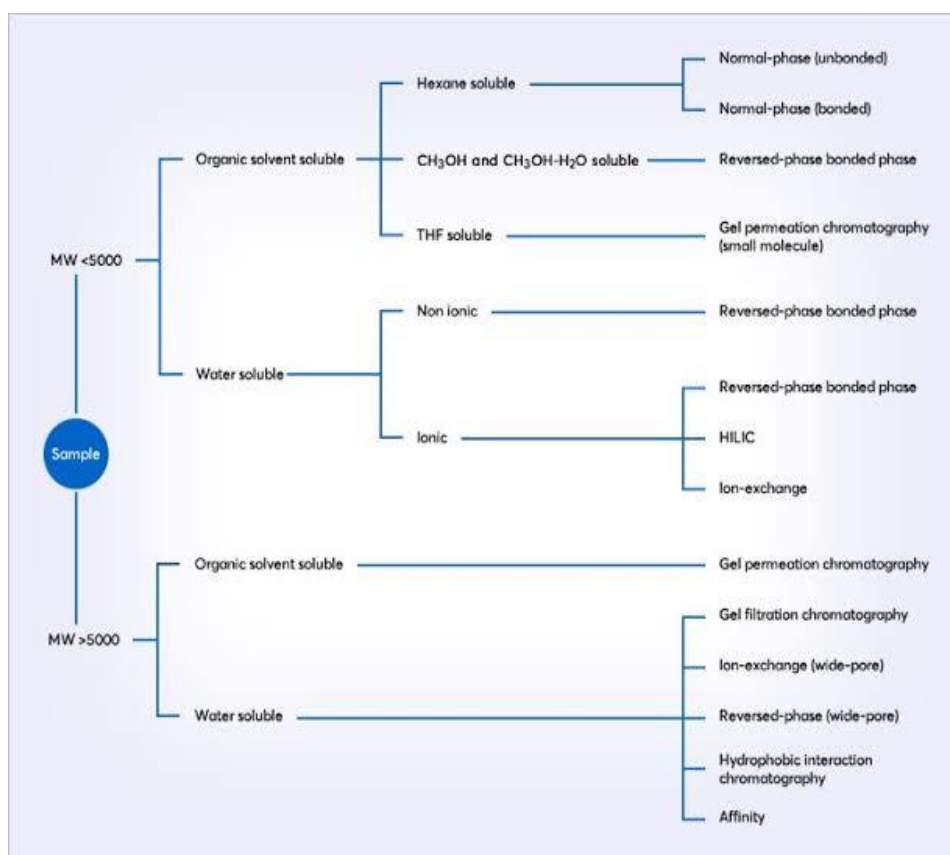 Normal-phase (unbonded)
Hexane soluble
Normal-phase (bonded)
Organic solvent soluble
CH₃OH and CH₃OH-H₂O soluble
Reversed-phase bonded phase
THF soluble
Gel permeation chromatography
(small molecule)
MW <5000
Non ionic
Reversed-phase bonded phase
Water soluble
Reversed-phase bonded phase
Ionic
HILIC
Sample
Ion-exchange
Organic solvent soluble
Gel permeation chromatography
Gel filtration chromatography
MW >5000
Ion-exchange (wide-pore)
Water soluble
Reversed-phase (wide-pore)
Hydrophobic interaction
chromatography
Affinity